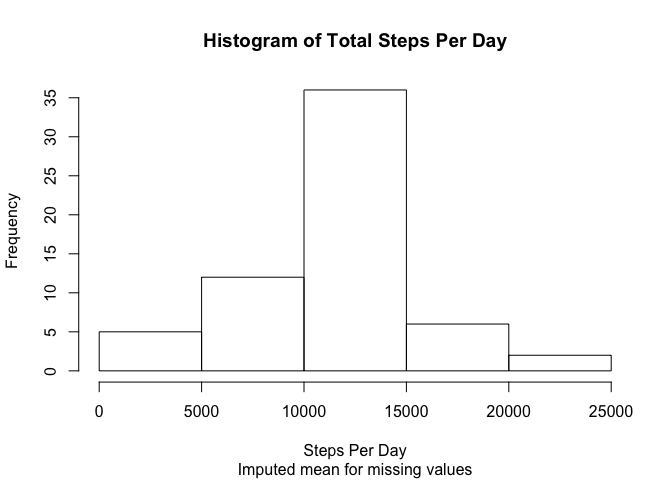 Histogram of Total Steps Per Day
Frequency
35
30
25
20
15
10
5
0
0 5000 10000 15000 20000 25000
Steps Per Day
Imputed mean for missing values